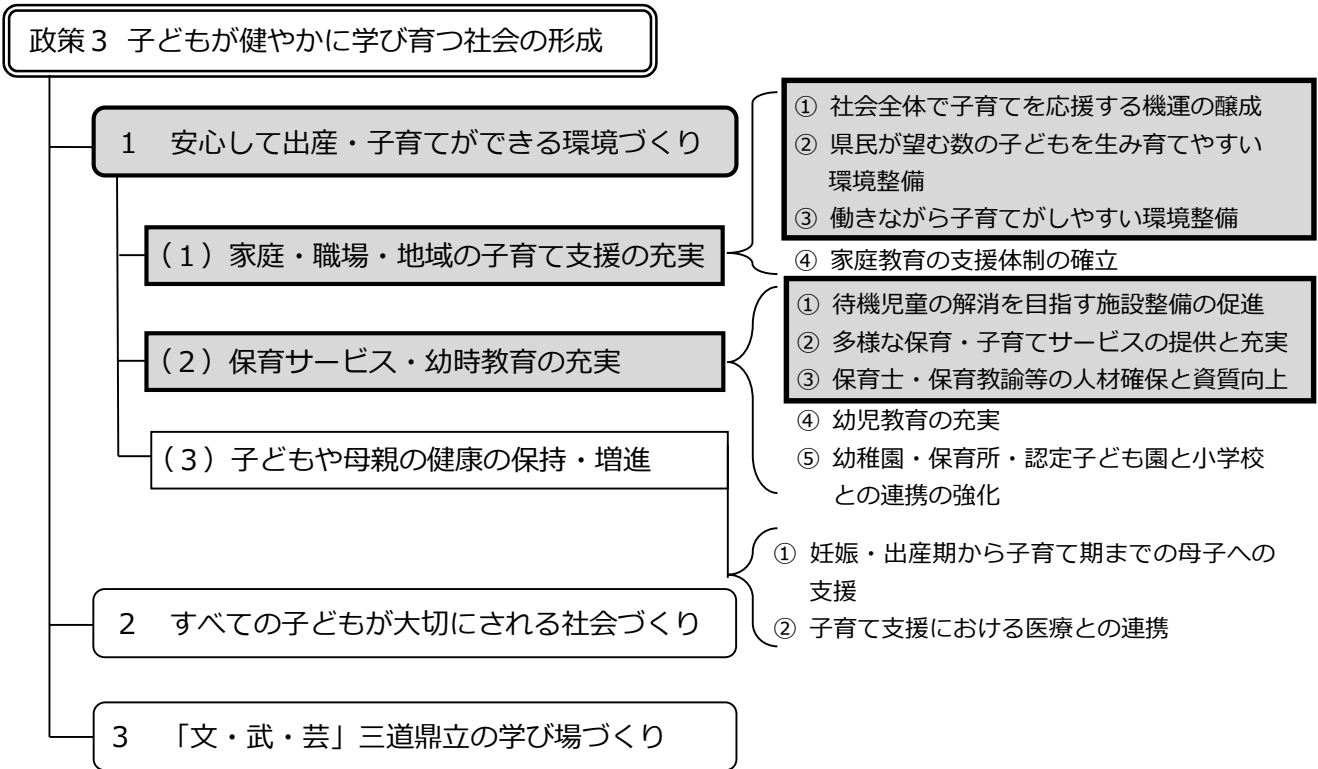 政策3 子どもが健やかに学び育つ社会の形成
1 安心して出産・子育てができる環境づくり
(1)家庭・職場・地域の子育て支援の充実
① 社会全体で子育てを応援する機運の醸成
② 県民が望む数の子どもを生み育てやすい
環境整備
③ 働きながら子育てがしやすい環境整備
④ 家庭教育の支援体制の確立
(2)保育サービス・幼時教育の充実
① 待機児童の解消を目指す施設整備の促進
② 多様な保育・子育てサービスの提供と充実
③ 保育士・保育教諭等の人材確保と資質向上
④ 幼児教育の充実
⑤ 幼稚園・保育所・認定子ども園と小学校
との連携の強化
(3)子どもや母親の健康の保持・増進
① 妊娠・出産期から子育て期までの母子への
支援
② 子育て支援における医療との連携
2 すべての子どもが大切にされる社会づくり
3 「文・武・芸」三道鼎立の学び場づくり